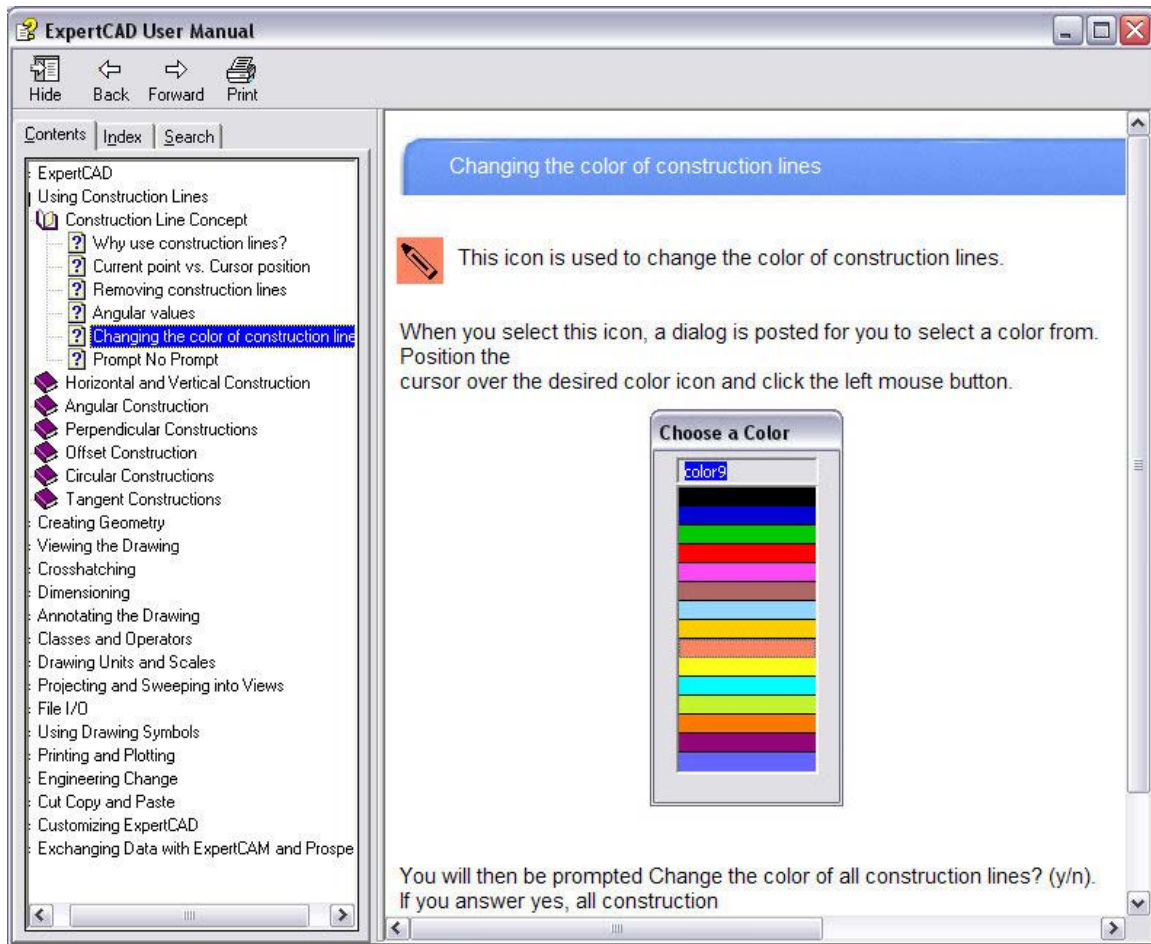 ExpertCAD User Manual
Hide Back Forward Print
Contents Index Search
ExpertCAD
Using Construction Lines
Construction Line Concept
Why use construction lines?
Current point vs. Cursor position
Removing construction lines
Angular values
Changing the color of construction line
Prompt No Prompt
Horizontal and Vertical Construction
Angular Construction
Perpendicular Constructions
Offset Construction
Circular Constructions
Tangent Constructions
Creating Geometry
Viewing the Drawing
Crosshatching
Dimensioning
Annotating the Drawing
Classes and Operators
Drawing Units and Scales
Projecting and Sweeping into Views
File I/O
Using Drawing Symbols
Printing and Plotting
Engineering Change
Cut Copy and Paste
Customizing ExpertCAD
Exchanging Data with ExpertCAM and Prospe
Changing the color of construction lines
This icon is used to change the color of construction lines.
When you select this icon, a dialog is posted for you to select a color from.
Position the
cursor over the desired color icon and click the left mouse button.
Choose a Color
color9
You will then be prompted Change the color of all construction lines? (y/n).
If you answer yes, all construction